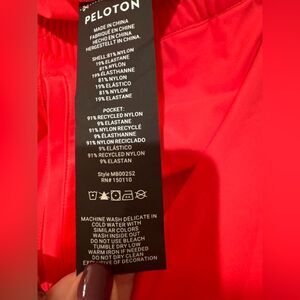 PELOTON
MADE IN CHINA
FABRIQUÉ EN CHINE
HECHO EN CHINA
HERGESTELLT IN CHINA
SHELL: 81% NYLON
19% ELASTANE
81% NYLON
19% ÉLASTHANNE
81% NYLON
19% ELÁSTICO
81% NYLON
19% ELASTAN
POCKET:
91% RECYCLED NYLON
9% ELASTANE
91% NYLON RECYCLÉ
9% ÉLASTHANNE
91% NYLON RECICLADO
9% ELÁSTICO
91% RECYCLED NYLON
9% ELASTAN
Style MB00252
RN# 150110
MACHINE WASH DELICATE IN
COLD WATER WITH
SIMILAR COLORS
WASH INSIDE OUT
DO NOT USE BLEACH
TUMBLE DRY LOW
WARM IRON IF NEEDED
DO NOT DRY CLEAN
EXCLUSIVE OF DECORATION